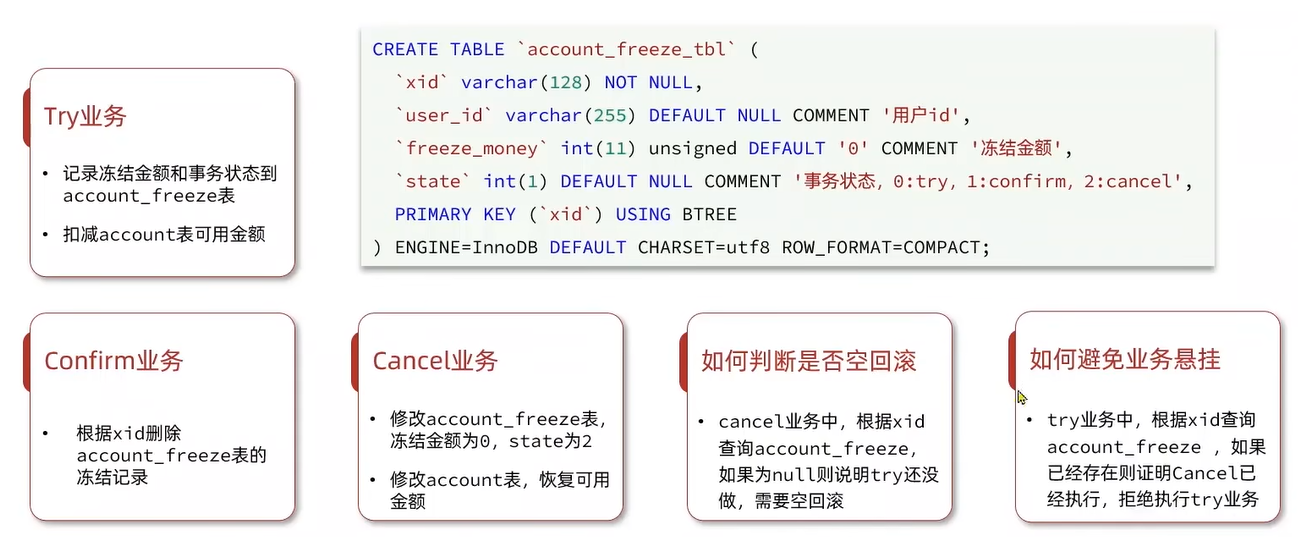 CREATE TABLE `account_freeze_tbl` (
`xid` varchar(128) NOT NULL,
`user_id` varchar(255) DEFAULT NULL COMMENT '用户id',
`freeze_money` int(11) unsigned DEFAULT '0' COMMENT '冻结金额',
`state` int(1) DEFAULT NULL COMMENT '事务状态，0:try，1:confirm，2:cancel',
PRIMARY KEY (`xid`) USING BTREE
) ENGINE=InnoDB DEFAULT CHARSET=utf8 ROW_FORMAT=COMPACT;
Try业务
• 记录冻结金额和事务状态到
account_freeze表
• 扣减account表可用金额
Confirm业务
• 根据xid删除
account_freeze表的
冻结记录
Cancel业务
• 修改account_freeze表，
冻结金额为0，state为2
• 修改account表，恢复可用
金额
如何判断是否空回滚
• cancel业务中，根据xid
查询account_freeze，
如果为null则说明try还没
做，需要空回滚
如何避免业务悬挂
• try业务中，根据xid查询
account_freeze ，如果
已经存在则证明Cancel已
经执行，拒绝执行try业务